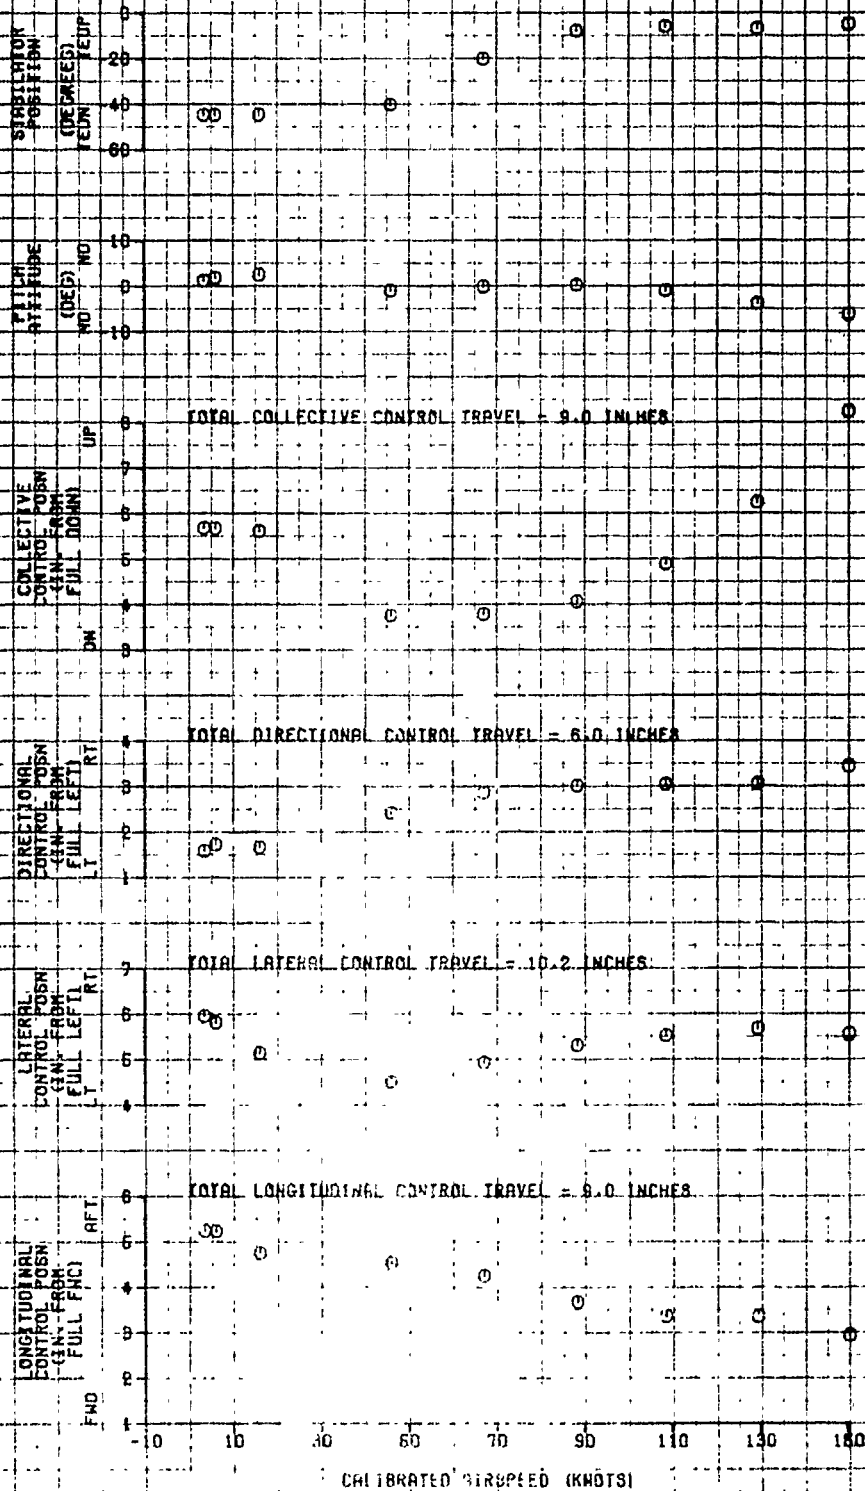 STABILATOR
POSITION
(DEGREES)
TEDN TEUP
0
20
40
60
PITCH
ATTITUDE
(DEG)
ND NO
10
0
-10
TOTAL COLLECTIVE CONTROL TRAVEL = 9.0 INCHES
COLLECTIVE
CONTROL POSN
(IN. FROM
FULL DOWN)
DN UP
8
7
6
5
4
3
TOTAL DIRECTIONAL CONTROL TRAVEL = 6.0 INCHES
DIRECTIONAL
CONTROL POSN
(IN. FROM
FULL LEFT)
LT RT
4
3
2
1
TOTAL LATERAL CONTROL TRAVEL = 10.2 INCHES
LATERAL
CONTROL POSN
(IN. FROM
FULL LEFT)
LT RT
7
6
5
4
TOTAL LONGITUDINAL CONTROL TRAVEL = 9.0 INCHES
LONGITUDINAL
CONTROL POSN
(IN. FROM
FULL FWD)
FWD AFT
6
5
4
3
2
1
-10 10 50 70 90 110 130 150
CALIBRATED AIRSPEED (KNOTS)